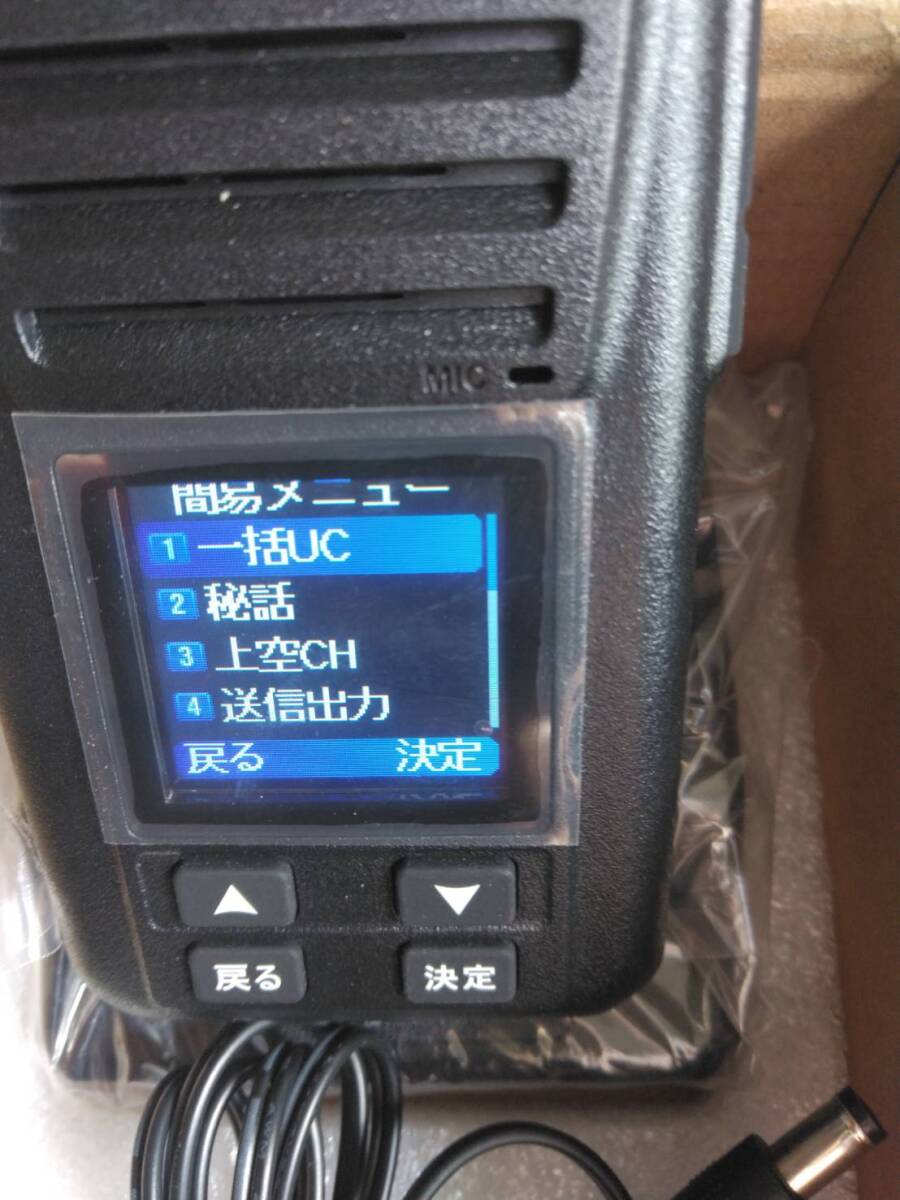 MIC
簡易メニュー
1 一括UC
2 秘話
3 上空CH
4 送信出力
戻る 決定
戻る 決定